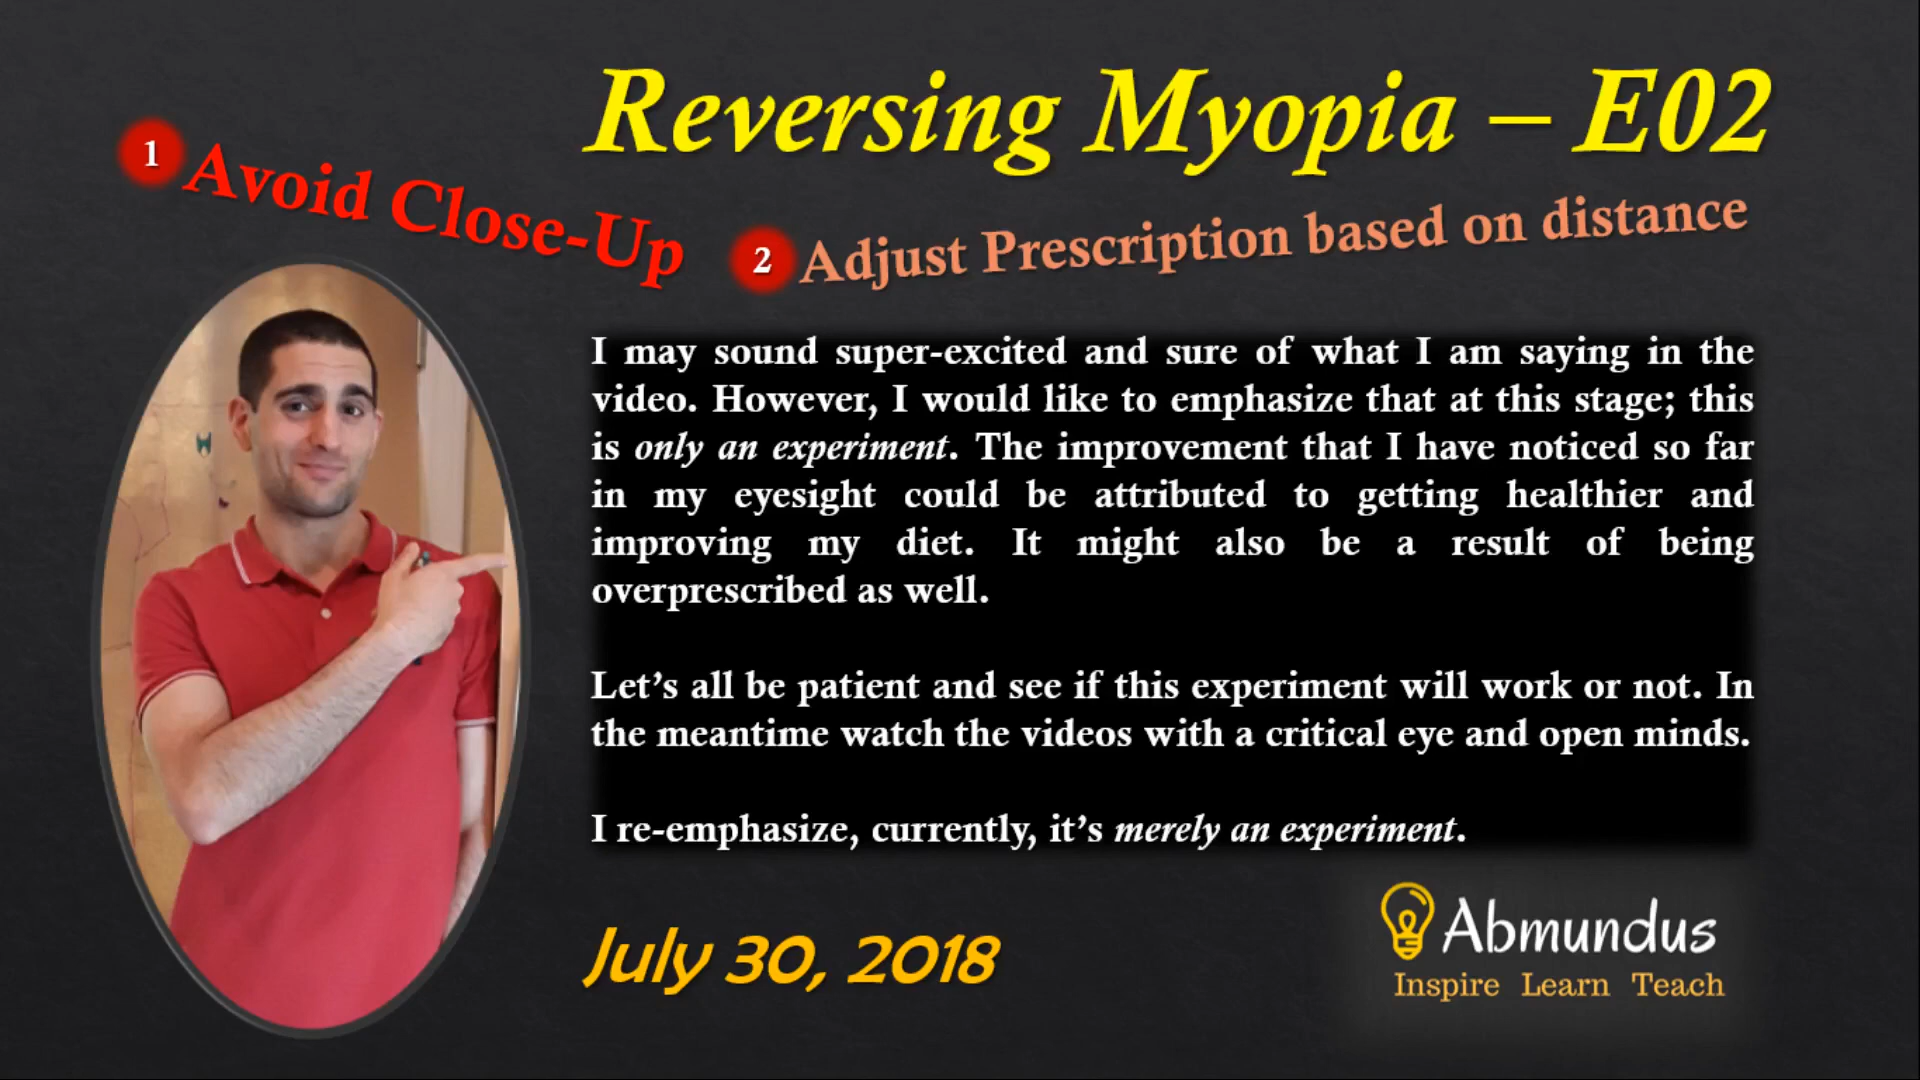 Reversing Myopia – E02
1 Avoid Close-Up
2 Adjust Prescription based on distance
I may sound super-excited and sure of what I am saying in the
video. However, I would like to emphasize that at this stage; this
is only an experiment. The improvement that I have noticed so far
in my eyesight could be attributed to getting healthier and
improving my diet. It might also be a result of being
overprescribed as well.
Let’s all be patient and see if this experiment will work or not. In
the meantime watch the videos with a critical eye and open minds.
I re-emphasize, currently, it’s merely an experiment.
July 30, 2018
Abmundus
Inspire Learn Teach